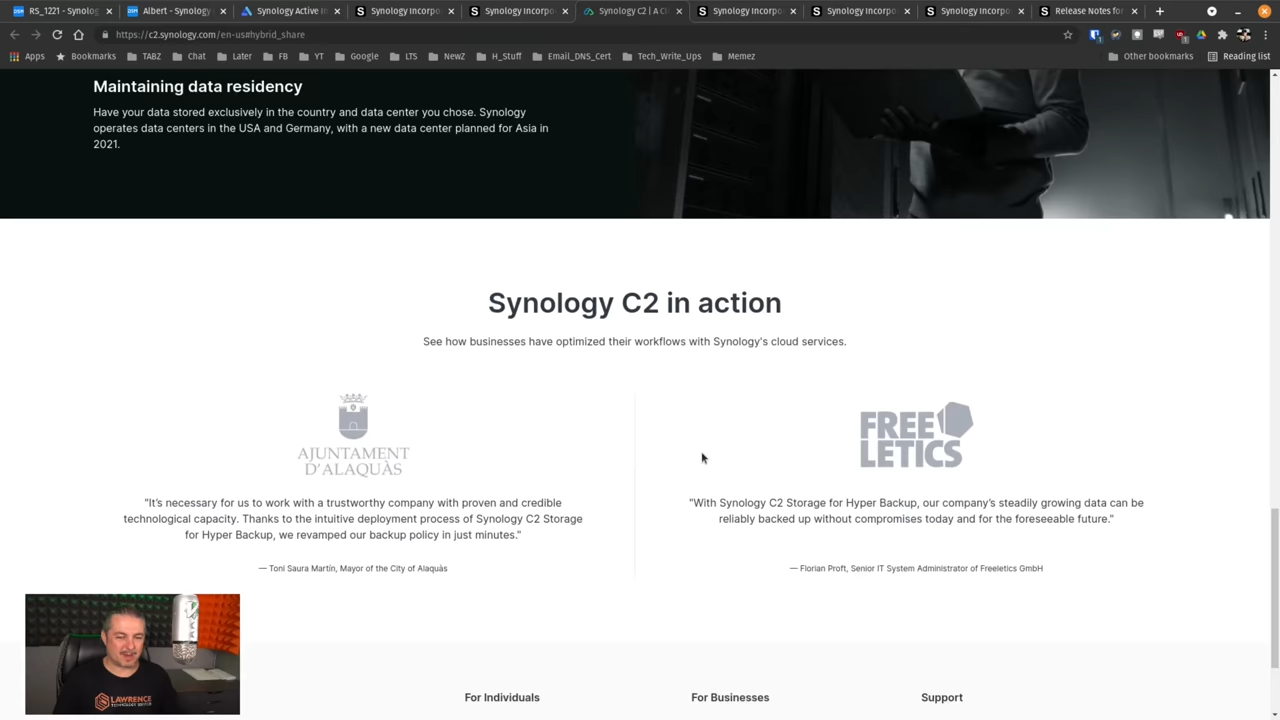 RS_1221 - Synolog
Albert - Synology
Synology Active In
Synology Incorpo
Synology Incorpo
Synology C2 | A Cl
Synology Incorpo
Synology Incorpo
Synology Incorpo
Release Notes for
https://c2.synology.com/en-us#hybrid_share
Apps
Bookmarks
TABZ
Chat
Later
FB
YT
Google
LTS
NewZ
H_Stuff
Email_DNS_Cert
Tech_Write_Ups
Memez
Other bookmarks
Reading list
Maintaining data residency
Have your data stored exclusively in the country and data center you chose. Synology
operates data centers in the USA and Germany, with a new data center planned for Asia in
2021.
Synology C2 in action
See how businesses have optimized their workflows with Synology's cloud services.
AJUNTAMENT
D'ALAQUÀS
"It's necessary for us to work with a trustworthy company with proven and credible
technological capacity. Thanks to the intuitive deployment process of Synology C2 Storage
for Hyper Backup, we revamped our backup policy in just minutes."
— Toni Saura Martín, Mayor of the City of Alaquàs
FREE
LETICS
"With Synology C2 Storage for Hyper Backup, our company's steadily growing data can be
reliably backed up without compromises today and for the foreseeable future."
— Florian Proft, Senior IT System Administrator of Freeletics GmbH
LAWRENCE
For Individuals
For Businesses
Support